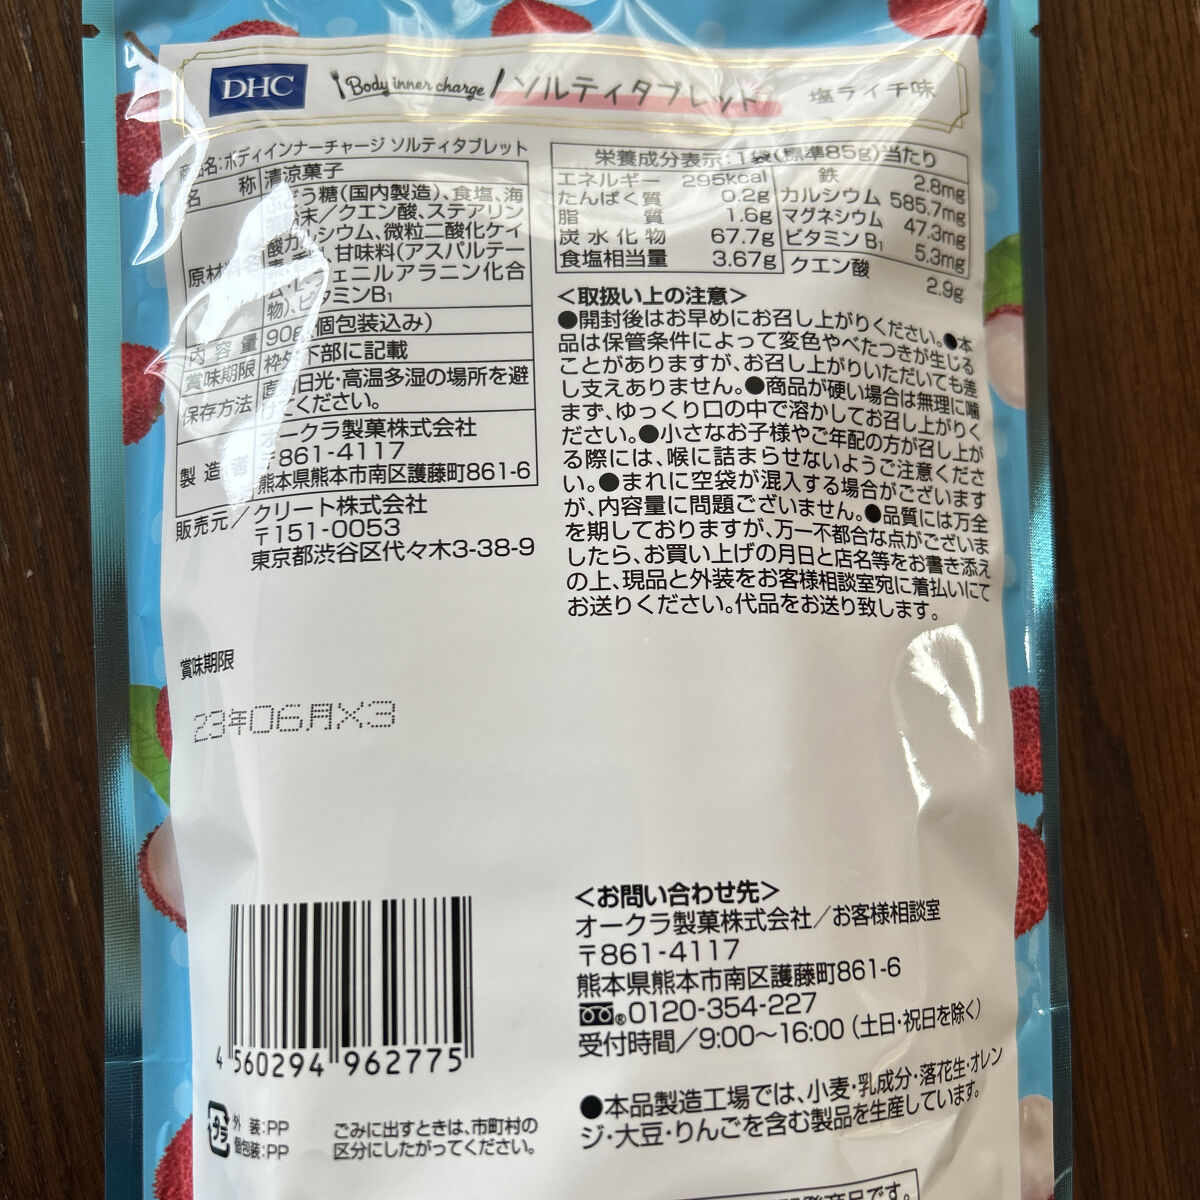 DHC Body inner charge ソルティタブレット 塩ライチ味
商品名:ボディインナーチャージ ソルティタブレット
名称 清涼菓子
原材料名 ぶどう糖(国内製造)、食塩、海
粉末/クエン酸、ステアリン
酸カルシウム、微粒二酸化ケイ
甘味料(アスパルテー
ム・L-フェニルアラニン化合
物)、ビタミンB₁
内容量 90g(個包装込み)
賞味期限 枠外下部に記載
保存方法 直射日光・高温多湿の場所を避
けてください。
製造者 オークラ製菓株式会社
〒861-4117
熊本県熊本市南区護藤町861-6
販売元/クリート株式会社
〒151-0053
東京都渋谷区代々木3-38-9
栄養成分表示:1袋(標準85g)当たり
エネルギー 295kcal
たんぱく質 0.2g
脂質 1.6g
炭水化物 67.7g
食塩相当量 3.67g
鉄 2.8mg
カルシウム 585.7mg
マグネシウム 47.3mg
ビタミンB₁ 5.3mg
クエン酸 2.9g
<取扱い上の注意>
●開封後はお早めにお召し上がりください。●本
品は保管条件によって変色やべたつきが生じる
ことがありますが、お召し上がりいただいても差
し支えありません。●商品が硬い場合は無理に噛
まず、ゆっくり口の中で溶かしてお召し上がりく
ださい。●小さなお子様やご年配の方が召し上が
る際には、喉に詰まらせないようご注意くださ
い。●まれに空袋が混入する場合がございます
が、内容量に問題ございません。●品質には万全
を期しておりますが、万一不都合な点がございま
したら、お買い上げの月日と店名等をお書き添え
の上、現品と外装をお客様相談室宛に着払いにて
お送りください。代品をお送り致します。
賞味期限
23年06月X3
<お問い合わせ先>
オークラ製菓株式会社/お客様相談室
〒861-4117
熊本県熊本市南区護藤町861-6
®0120-354-227
受付時間/9:00〜16:00(土日・祝日を除く)
●本品製造工場では、小麦・乳成分・落花生・オレン
ジ・大豆・りんごを含む製品を生産しています。
4 560294 962775
プラ 外装:PP
個包装:PP
ごみに出すときは、市町村の
区分にしたがってください。
商品です。